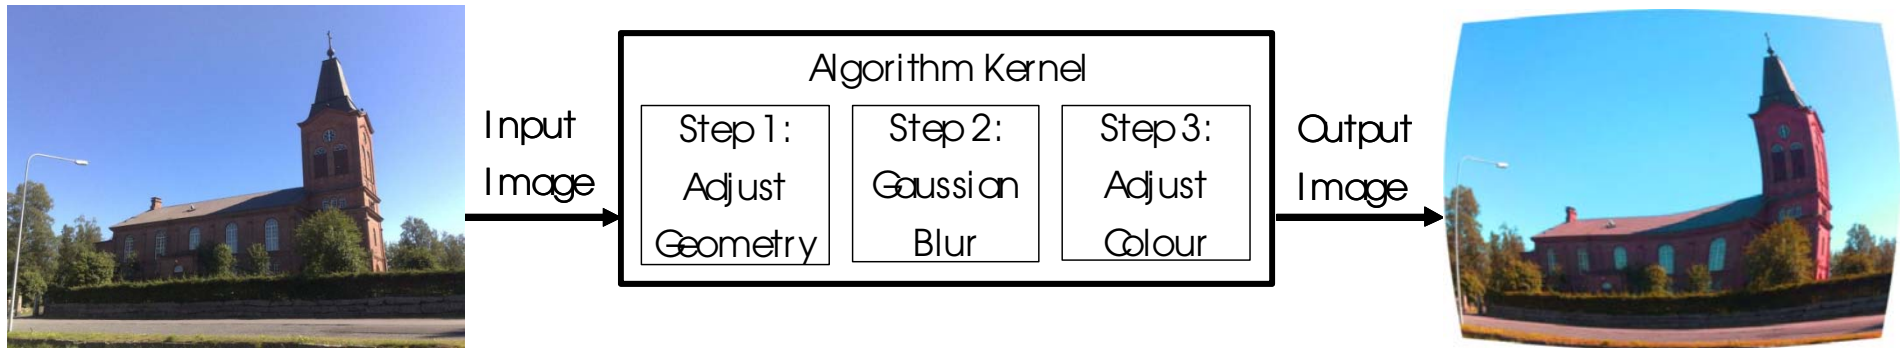 Input
Image
Algorithm Kernel
Step 1:
Adjust
Geometry
Step 2:
Gaussian
Blur
Step 3:
Adjust
Colour
Output
Image